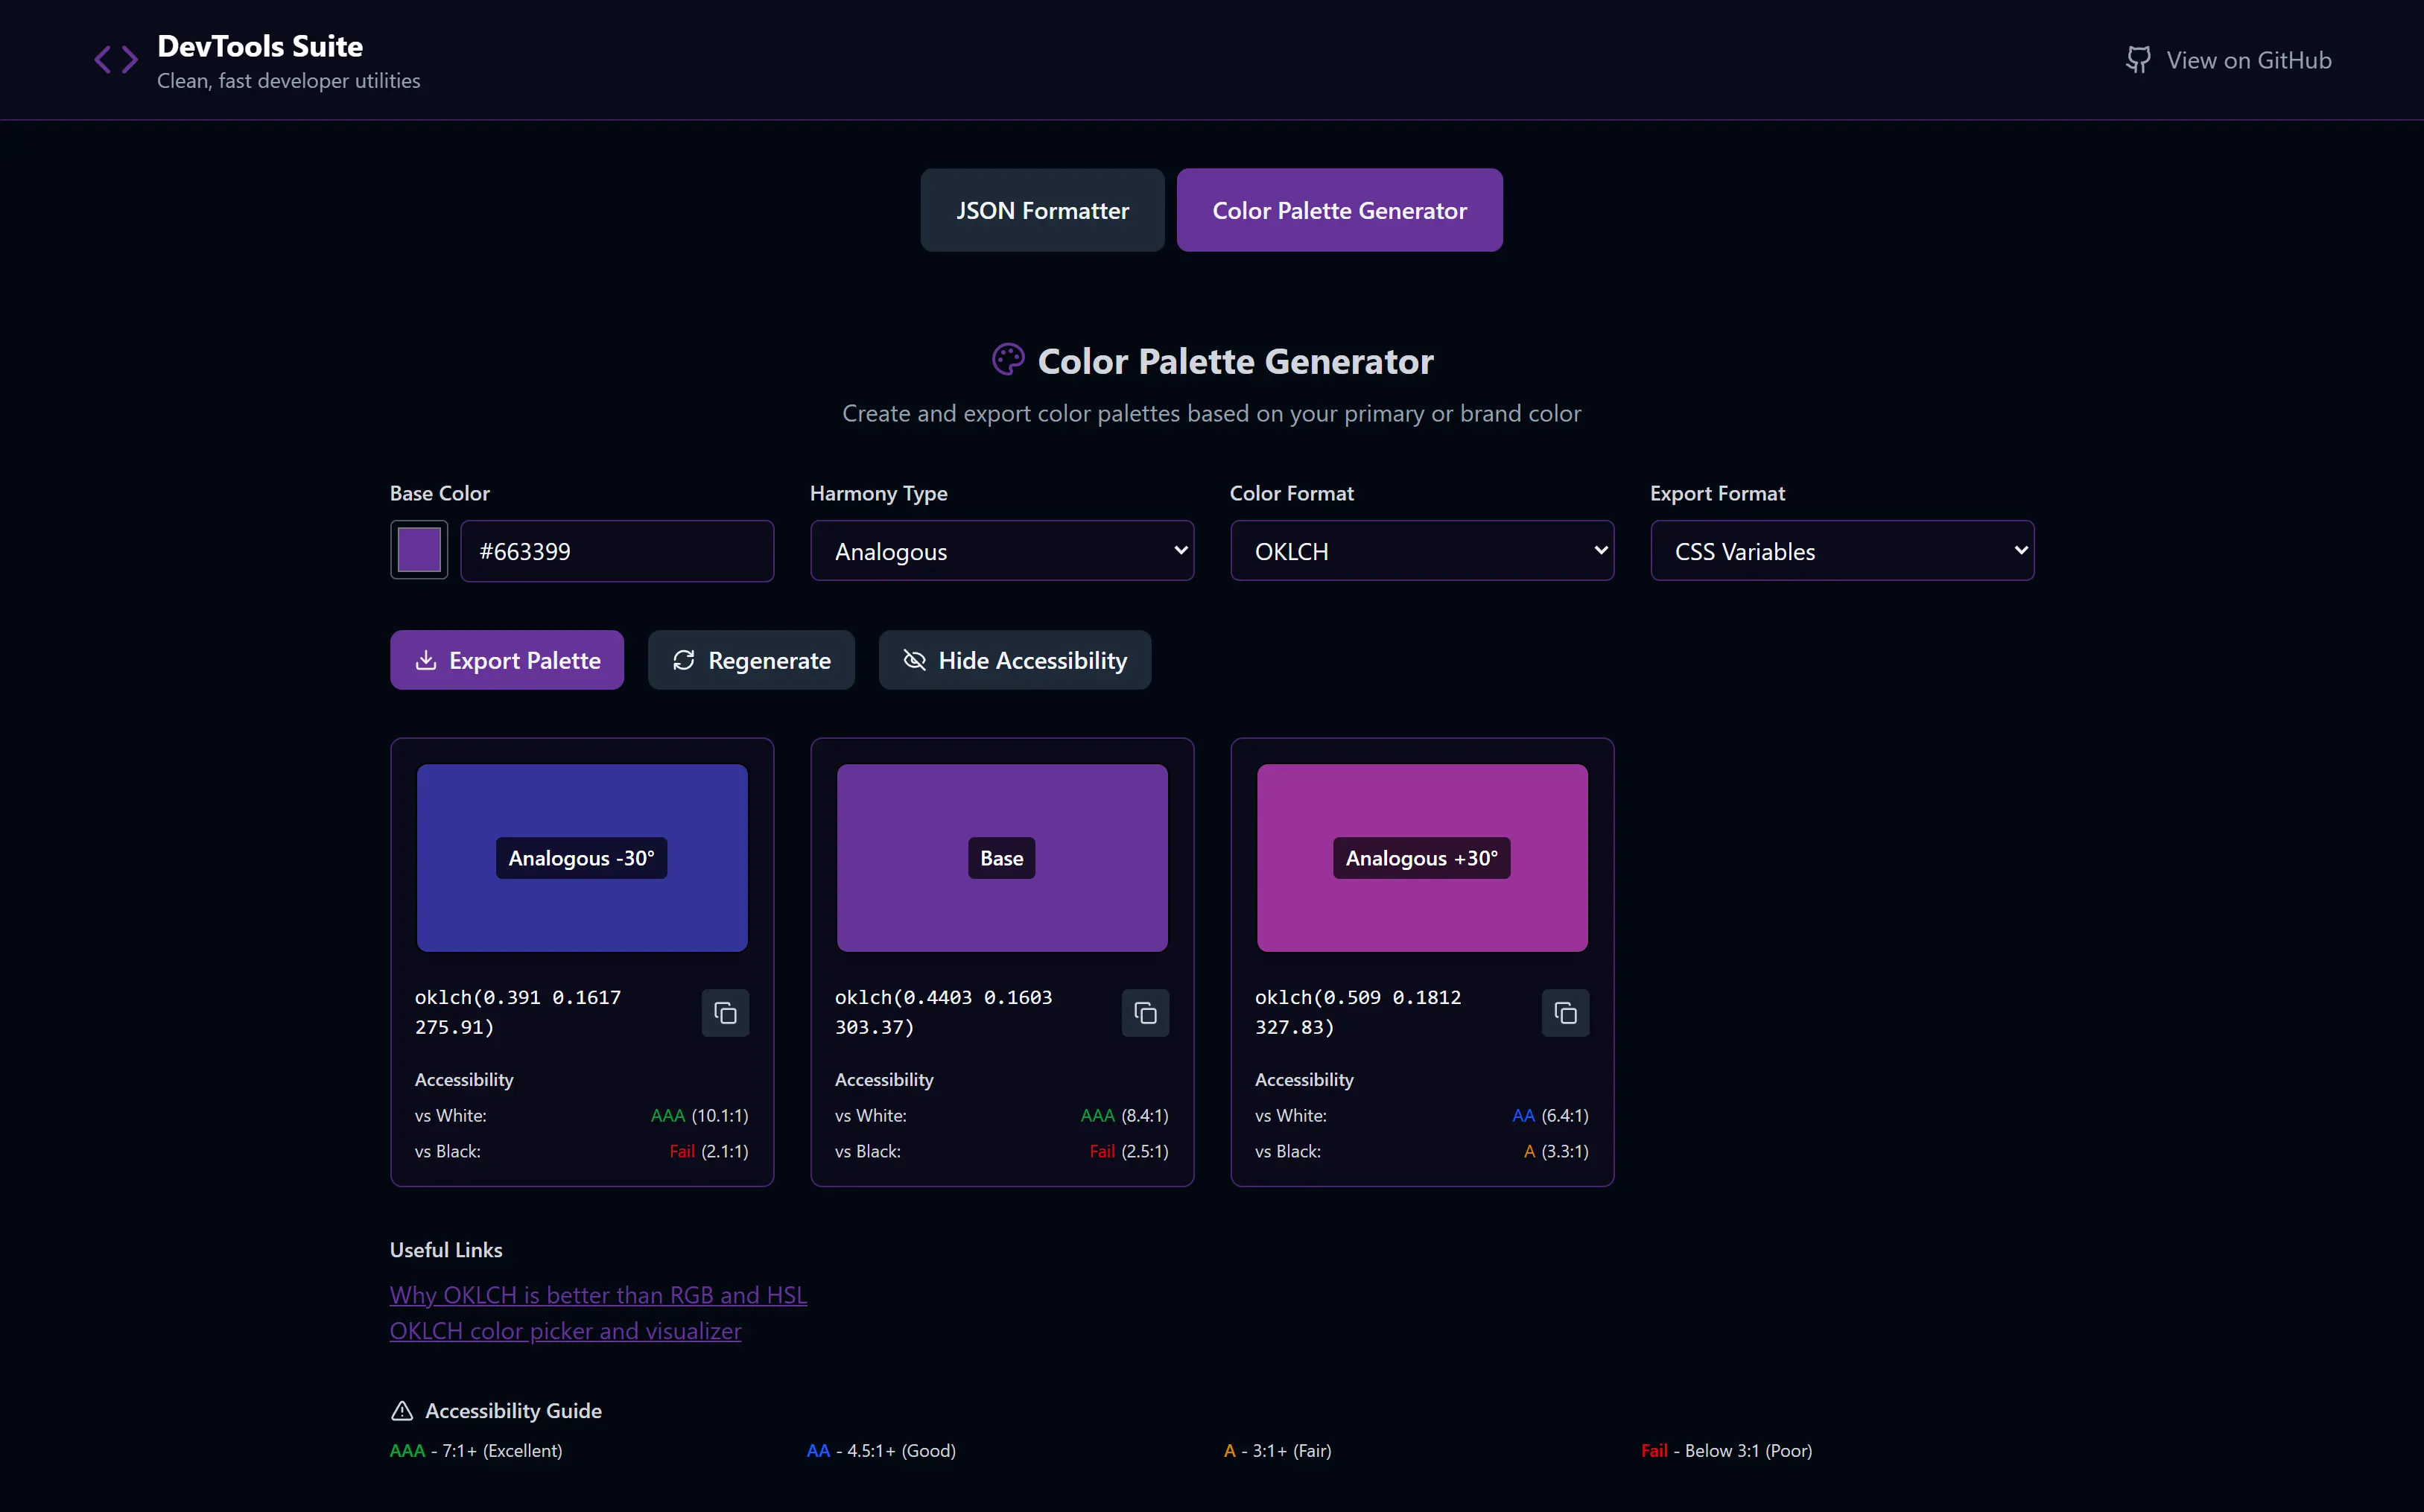 DevTools Suite
Clean, fast developer utilities
View on GitHub
JSON Formatter
Color Palette Generator
Color Palette Generator
Create and export color palettes based on your primary or brand color
Base Color
Harmony Type
Color Format
Export Format
#663399
Analogous
OKLCH
CSS Variables
Export Palette
Regenerate
Hide Accessibility
Analogous -30°
oklch(0.391 0.1617
275.91)
Accessibility
vs White: AAA (10.1:1)
vs Black: Fail (2.1:1)
Base
oklch(0.4403 0.1603
303.37)
Accessibility
vs White: AAA (8.4:1)
vs Black: Fail (2.5:1)
Analogous +30°
oklch(0.509 0.1812
327.83)
Accessibility
vs White: AA (6.4:1)
vs Black: A (3.3:1)
Useful Links
Why OKLCH is better than RGB and HSL
OKLCH color picker and visualizer
Accessibility Guide
AAA - 7:1+ (Excellent)
AA - 4.5:1+ (Good)
A - 3:1+ (Fair)
Fail - Below 3:1 (Poor)